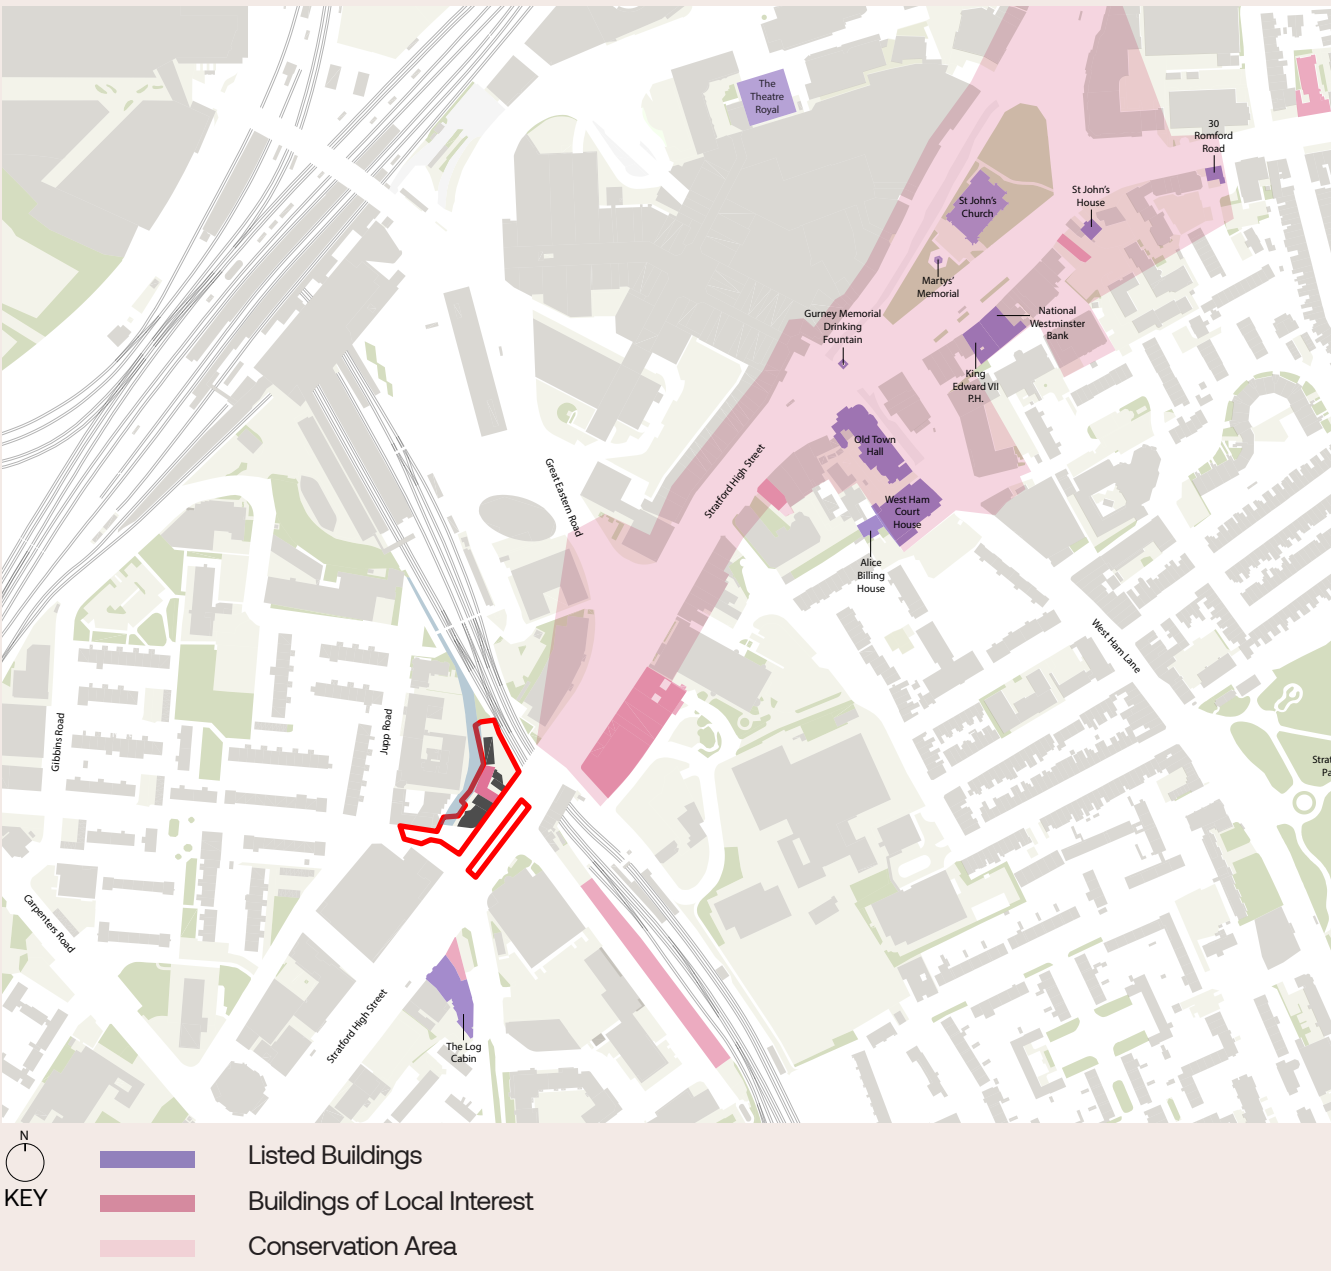 The
Theatre
Royal
30
Romford
Road
St John's
House
St John's
Church
Martys'
Memorial
Gurney Memorial
Drinking
Fountain
National
Westminster
Bank
King
Edward VII
P.H.
Old Town
Hall
Stratford High Street
Great Eastern Road
West Ham
Court
House
Alice
Billing
House
West Ham Lane
Gibbins Road
Jupp Road
Strat
Pa
Carpenters Road
Stratford High Street
The Log
Cabin
N
KEY
Listed Buildings
Buildings of Local Interest
Conservation Area